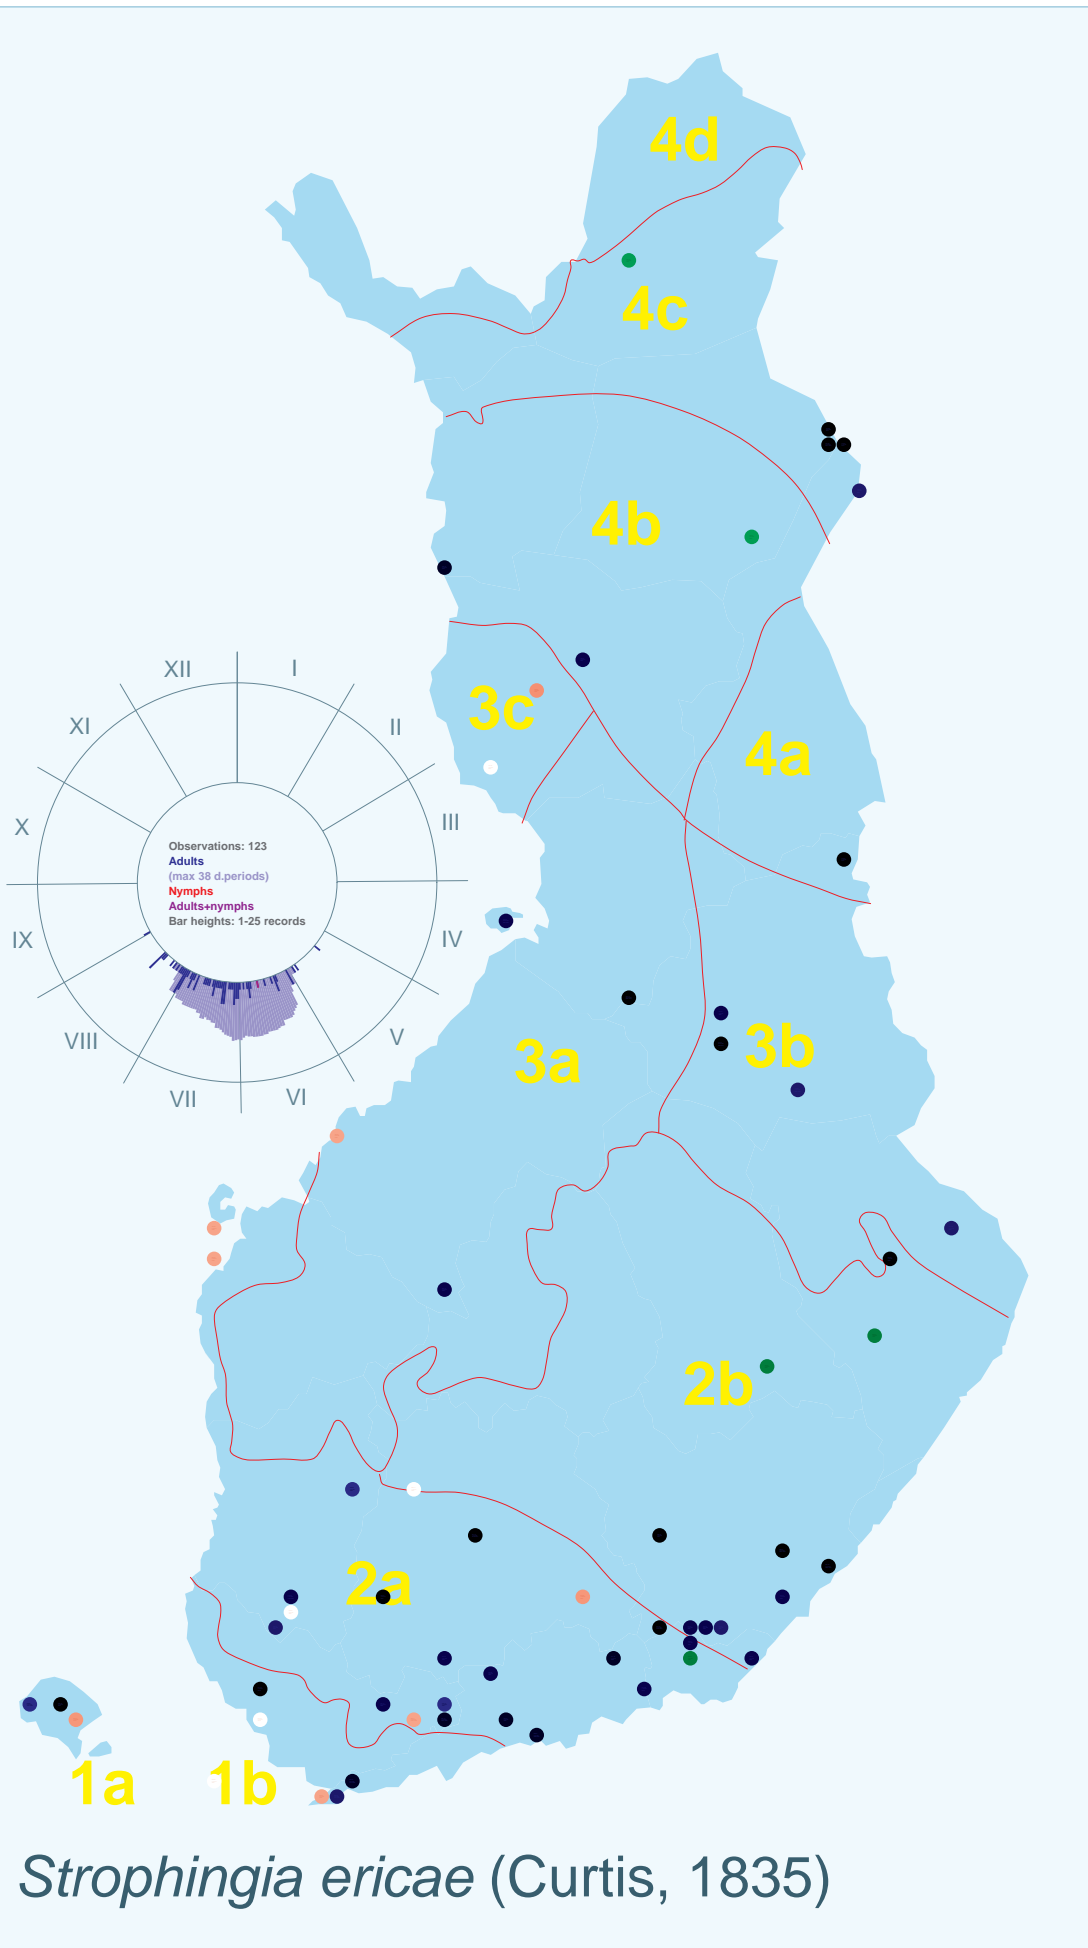 4d
4c
4b
3c
4a
XII
I
XI
II
X
III
Observations: 123
Adults
(max 38 d.periods)
Nymphs
Adults+nymphs
Bar heights: 1-25 records
IX
IV
VIII
V
VII
VI
3a
3b
2b
2a
1a
1b
Strophingia ericae (Curtis, 1835)